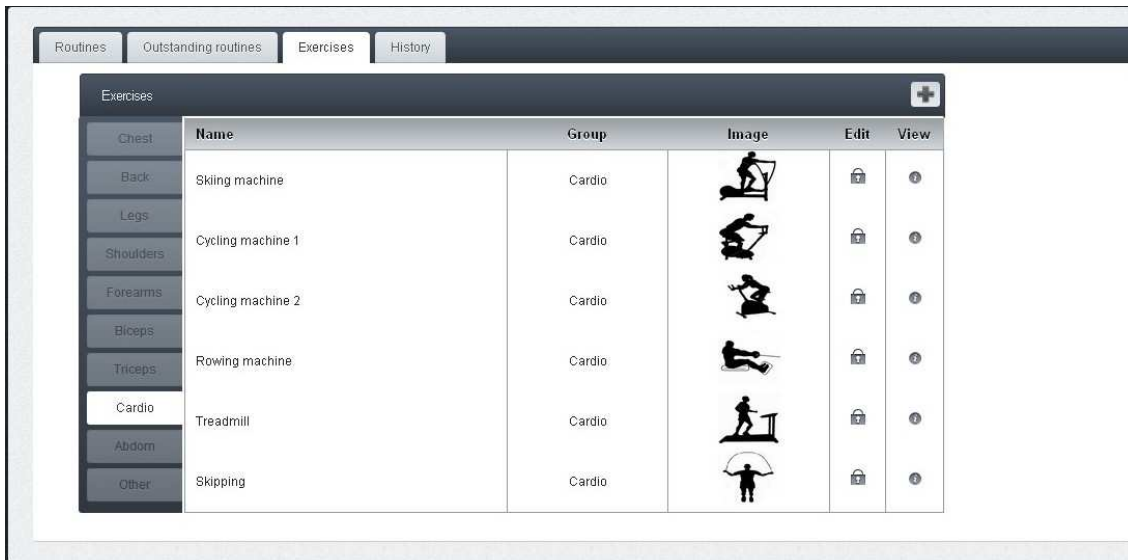 Routines Outstanding routines Exercises History
Exercises
Name Group Image Edit View
Chest
Back
Legs
Shoulders
Forearms
Biceps
Triceps
Cardio
Abdom
Other
Skiing machine Cardio
Cycling machine 1 Cardio
Cycling machine 2 Cardio
Rowing machine Cardio
Treadmill Cardio
Skipping Cardio